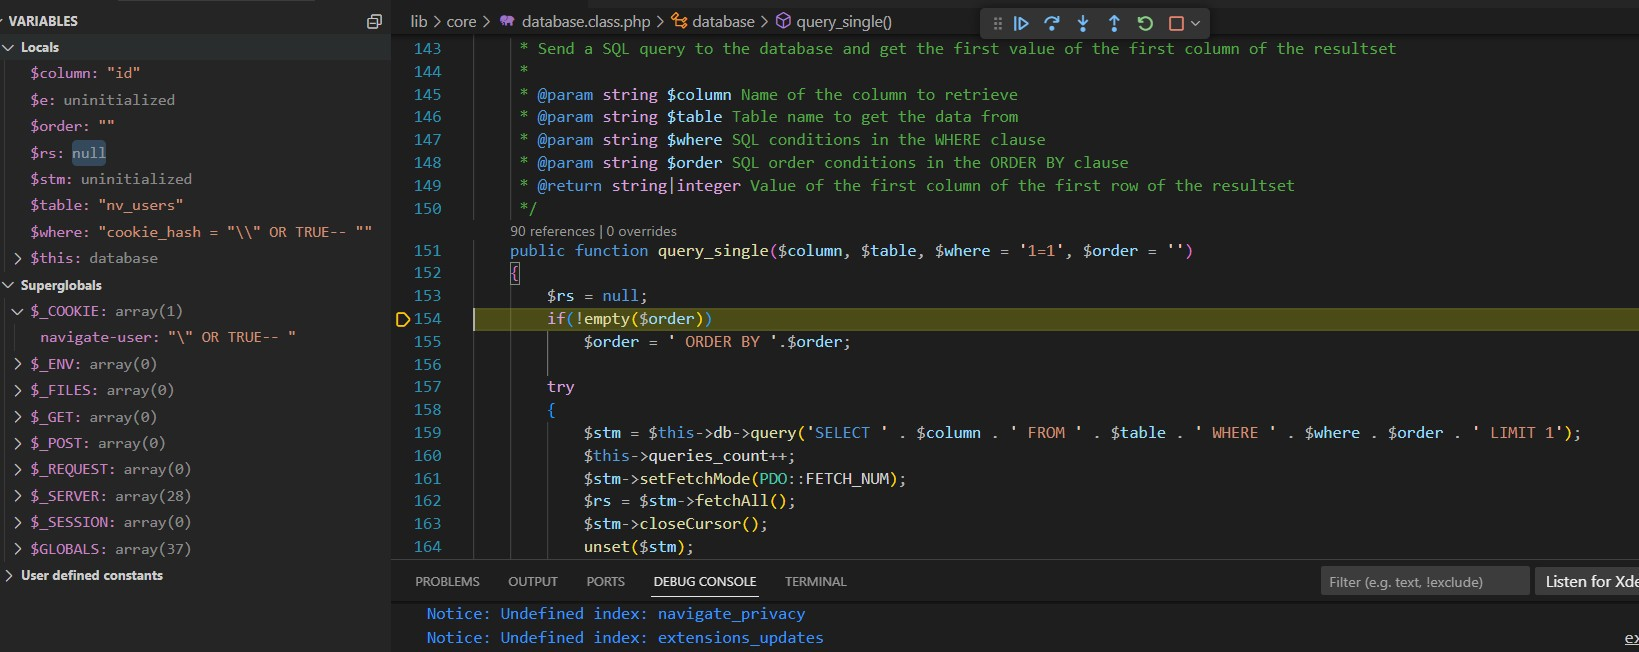 VARIABLES
Locals
$column: "id"
$e: uninitialized
$order: ""
$rs: null
$stm: uninitialized
$table: "nv_users"
$where: "cookie_hash = "\\" OR TRUE-- ""
$this: database
Superglobals
$_COOKIE: array(1)
navigate-user: "\" OR TRUE-- "
$_ENV: array(0)
$_FILES: array(0)
$_GET: array(0)
$_POST: array(0)
$_REQUEST: array(0)
$_SERVER: array(28)
$_SESSION: array(0)
$GLOBALS: array(37)
User defined constants
lib > core > database.class.php > database > query_single()
143 * Send a SQL query to the database and get the first value of the first column of the resultset
144 *
145 * @param string $column Name of the column to retrieve
146 * @param string $table Table name to get the data from
147 * @param string $where SQL conditions in the WHERE clause
148 * @param string $order SQL order conditions in the ORDER BY clause
149 * @return string|integer Value of the first column of the first row of the resultset
150 */
90 references | 0 overrides
151 public function query_single($column, $table, $where = '1=1', $order = '')
152 {
153 $rs = null;
154 if(!empty($order))
155 $order = ' ORDER BY '.$order;
156
157 try
158 {
159 $stm = $this->db->query('SELECT ' . $column . ' FROM ' . $table . ' WHERE ' . $where . $order . ' LIMIT 1');
160 $this->queries_count++;
161 $stm->setFetchMode(PDO::FETCH_NUM);
162 $rs = $stm->fetchAll();
163 $stm->closeCursor();
164 unset($stm);
PROBLEMS OUTPUT PORTS DEBUG CONSOLE TERMINAL Filter (e.g. text, !exclude) Listen for Xde
Notice: Undefined index: navigate_privacy
Notice: Undefined index: extensions_updates ex